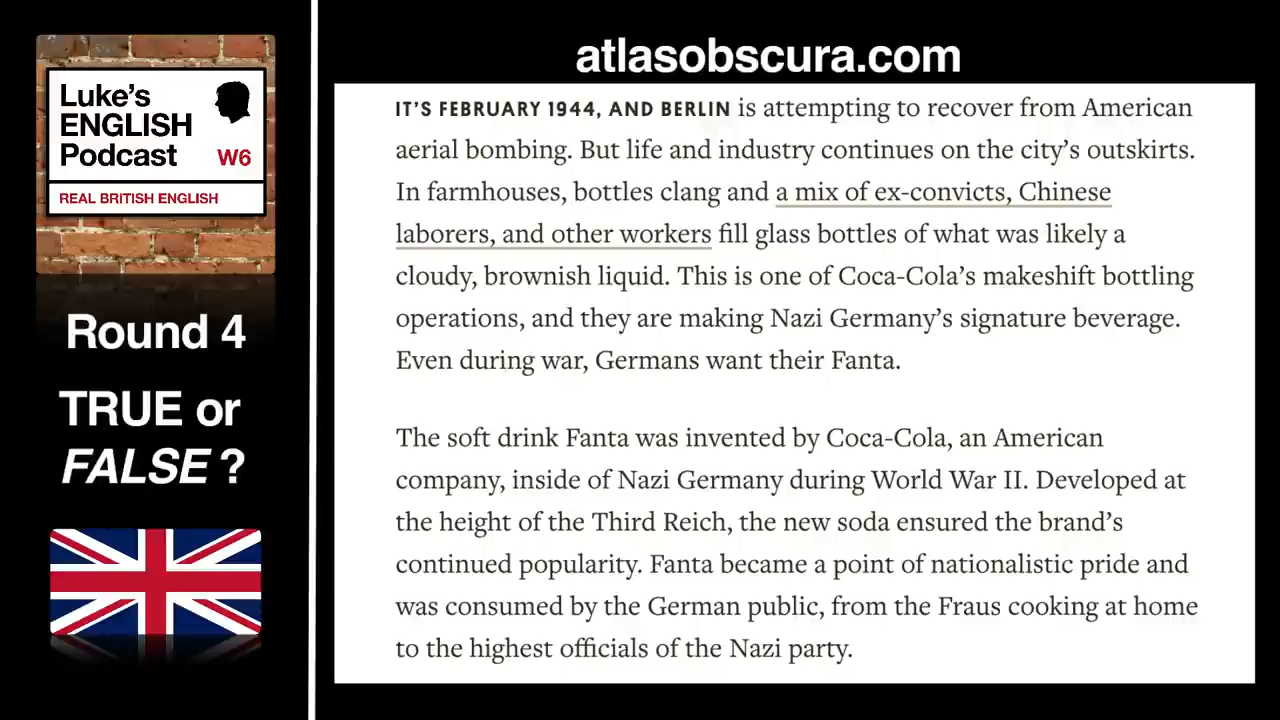 Luke's
ENGLISH
Podcast
W6
REAL BRITISH ENGLISH
Round 4
TRUE or
FALSE ?
atlasobscura.com
IT'S FEBRUARY 1944, AND BERLIN is attempting to recover from American
aerial bombing. But life and industry continues on the city's outskirts.
In farmhouses, bottles clang and a mix of ex-convicts, Chinese
laborers, and other workers fill glass bottles of what was likely a
cloudy, brownish liquid. This is one of Coca-Cola's makeshift bottling
operations, and they are making Nazi Germany's signature beverage.
Even during war, Germans want their Fanta.
The soft drink Fanta was invented by Coca-Cola, an American
company, inside of Nazi Germany during World War II. Developed at
the height of the Third Reich, the new soda ensured the brand's
continued popularity. Fanta became a point of nationalistic pride and
was consumed by the German public, from the Fraus cooking at home
to the highest officials of the Nazi party.